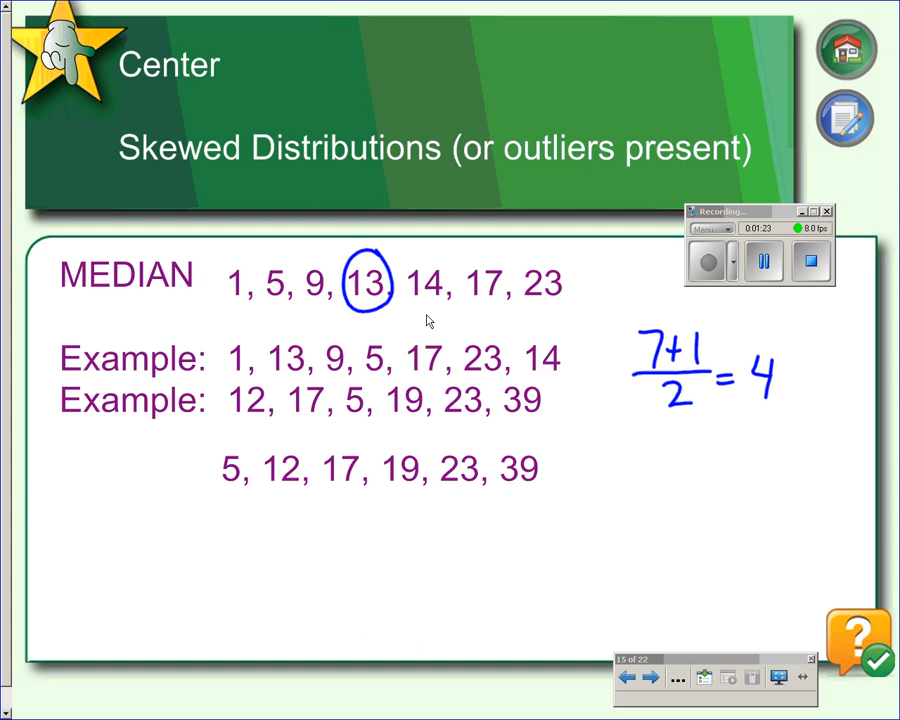 Center
Skewed Distributions (or outliers present)
Recording...
Menu
0:01:23
8.0 fps
MEDIAN
1, 5, 9, 13, 14, 17, 23
Example: 1, 13, 9, 5, 17, 23, 14
Example: 12, 17, 5, 19, 23, 39
7+1
2
= 4
5, 12, 17, 19, 23, 39
?
15 of 22
...